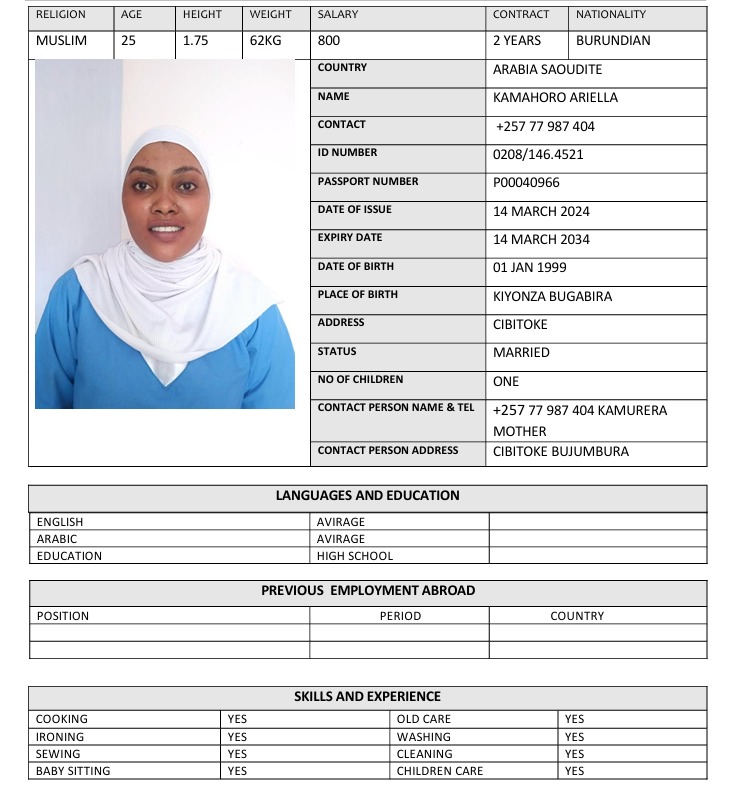 RELIGION AGE HEIGHT WEIGHT SALARY CONTRACT NATIONALITY
MUSLIM 25 1.75 62KG 800 2 YEARS BURUNDIAN
COUNTRY ARABIA SAOUDITE
NAME KAMAHORO ARIELLA
CONTACT +257 77 987 404
ID NUMBER 0208/146.4521
PASSPORT NUMBER P00040966
DATE OF ISSUE 14 MARCH 2024
EXPIRY DATE 14 MARCH 2034
DATE OF BIRTH 01 JAN 1999
PLACE OF BIRTH KIYONZA BUGABIRA
ADDRESS CIBITOKE
STATUS MARRIED
NO OF CHILDREN ONE
CONTACT PERSON NAME & TEL +257 77 987 404 KAMURERA
MOTHER
CONTACT PERSON ADDRESS CIBITOKE BUJUMBURA
LANGUAGES AND EDUCATION
ENGLISH AVIRAGE
ARABIC AVIRAGE
EDUCATION HIGH SCHOOL
PREVIOUS EMPLOYMENT ABROAD
POSITION PERIOD COUNTRY
SKILLS AND EXPERIENCE
COOKING YES OLD CARE YES
IRONING YES WASHING YES
SEWING YES CLEANING YES
BABY SITTING YES CHILDREN CARE YES